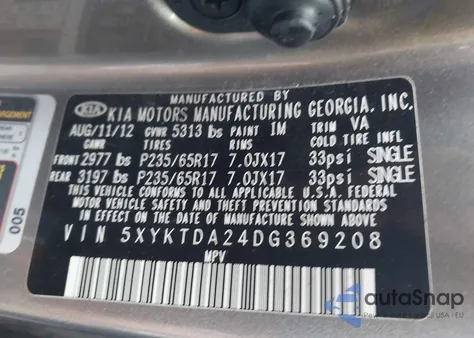 MANUFACTURED BY
KIA KIA MOTORS MANUFACTURING GEORGIA, INC.
AUG/11/12 GVWR 5313 lbs PAINT IM TRIM VA
GAWR TIRES RIMS COLD TIRE INFL
FRONT 2977 lbs P235/65R17 7.0JX17 33psi SINGLE
REAR 3197 lbs P235/65R17 7.0JX17 33psi SINGLE
THIS VEHICLE CONFORMS TO ALL APPLICABLE U.S.A. FEDERAL
MOTOR VEHICLE SAFETY AND THEFT PREVENTION STANDARDS
IN EFFECT ON THE DATE OF MANUFACTURE SHOWN ABOVE
VIN 5XYKTDA24DG369208
MPV
005
autaSnap